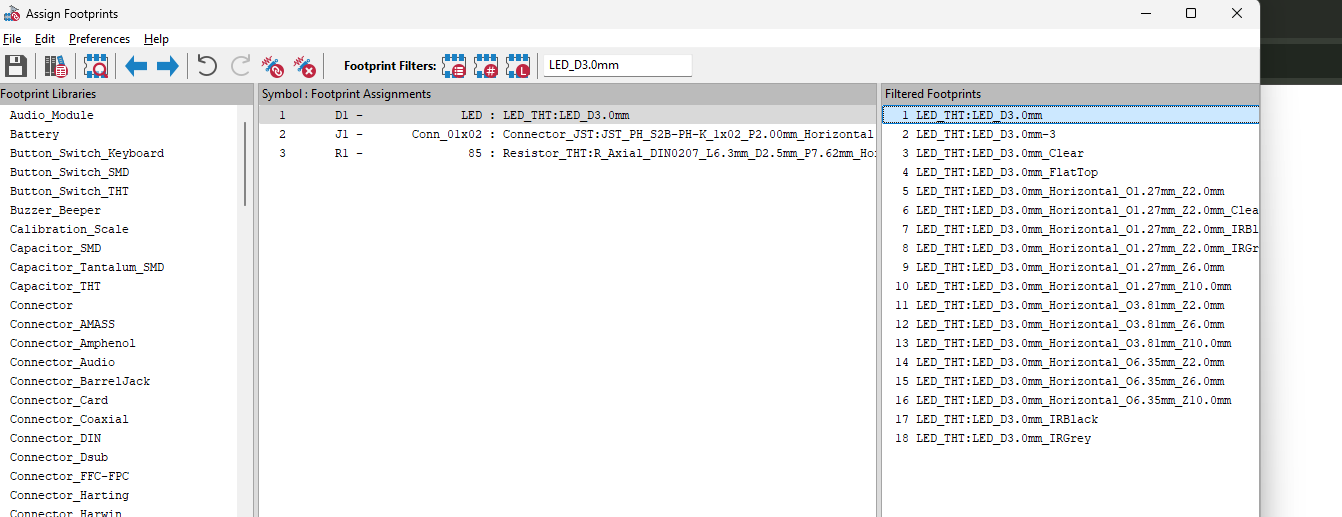 Assign Footprints
File Edit Preferences Help
Footprint Filters: LED_D3.0mm
Footprint Libraries
Audio_Module
Battery
Button_Switch_Keyboard
Button_Switch_SMD
Button_Switch_THT
Buzzer_Beeper
Calibration_Scale
Capacitor_SMD
Capacitor_Tantalum_SMD
Capacitor_THT
Connector
Connector_AMASS
Connector_Amphenol
Connector_Audio
Connector_BarrelJack
Connector_Card
Connector_Coaxial
Connector_DIN
Connector_Dsub
Connector_FFC-FPC
Connector_Harting
Connector_Harwin
Symbol : Footprint Assignments
1 D1 - LED : LED_THT:LED_D3.0mm
2 J1 - Conn_01x02 : Connector_JST:JST_PH_S2B-PH-K_1x02_P2.00mm_Horizontal
3 R1 - 85 : Resistor_THT:R_Axial_DIN0207_L6.3mm_D2.5mm_P7.62mm_Ho
Filtered Footprints
1 LED_THT:LED_D3.0mm
2 LED_THT:LED_D3.0mm-3
3 LED_THT:LED_D3.0mm_Clear
4 LED_THT:LED_D3.0mm_FlatTop
5 LED_THT:LED_D3.0mm_Horizontal_O1.27mm_Z2.0mm
6 LED_THT:LED_D3.0mm_Horizontal_O1.27mm_Z2.0mm_Clea
7 LED_THT:LED_D3.0mm_Horizontal_O1.27mm_Z2.0mm_IRBl
8 LED_THT:LED_D3.0mm_Horizontal_O1.27mm_Z2.0mm_IRGr
9 LED_THT:LED_D3.0mm_Horizontal_O1.27mm_Z6.0mm
10 LED_THT:LED_D3.0mm_Horizontal_O1.27mm_Z10.0mm
11 LED_THT:LED_D3.0mm_Horizontal_O3.81mm_Z2.0mm
12 LED_THT:LED_D3.0mm_Horizontal_O3.81mm_Z6.0mm
13 LED_THT:LED_D3.0mm_Horizontal_O3.81mm_Z10.0mm
14 LED_THT:LED_D3.0mm_Horizontal_O6.35mm_Z2.0mm
15 LED_THT:LED_D3.0mm_Horizontal_O6.35mm_Z6.0mm
16 LED_THT:LED_D3.0mm_Horizontal_O6.35mm_Z10.0mm
17 LED_THT:LED_D3.0mm_IRBlack
18 LED_THT:LED_D3.0mm_IRGrey